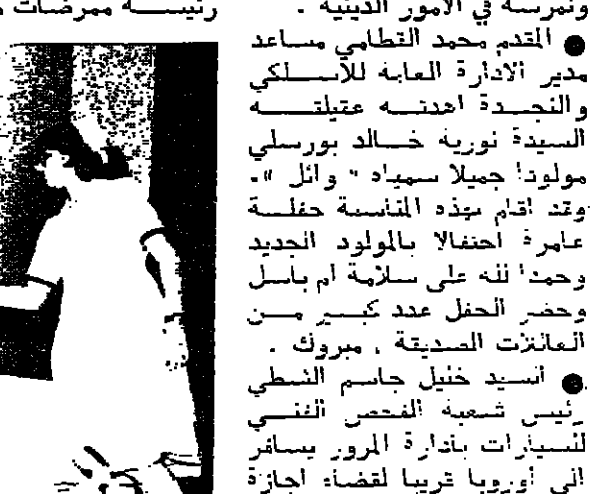 وتمرسه في الأمور الدينية .
● المقدم محمد القطامي مساعد
مدير الادارة العامة للاسلكي
والنجدة اهدته عقيلته
السيدة نورية خالد بورسلي
مولودا جميلا سمياه « وائل ».
وقد اقام بهذه المناسبة حفلة
عامرة احتفالا بالمولود الجديد
وحمدا لله على سلامة ام باسل
وحضر الحفل عدد كبير من
العائلات الصديقة ، مبروك .
● السيد خليل جاسم الشطي
رئيس شعبة الفحص الفني
للسيارات بادارة المرور يسافر
الى أوروبا قريبا لقضاء اجازة
رئيسة ممرضات